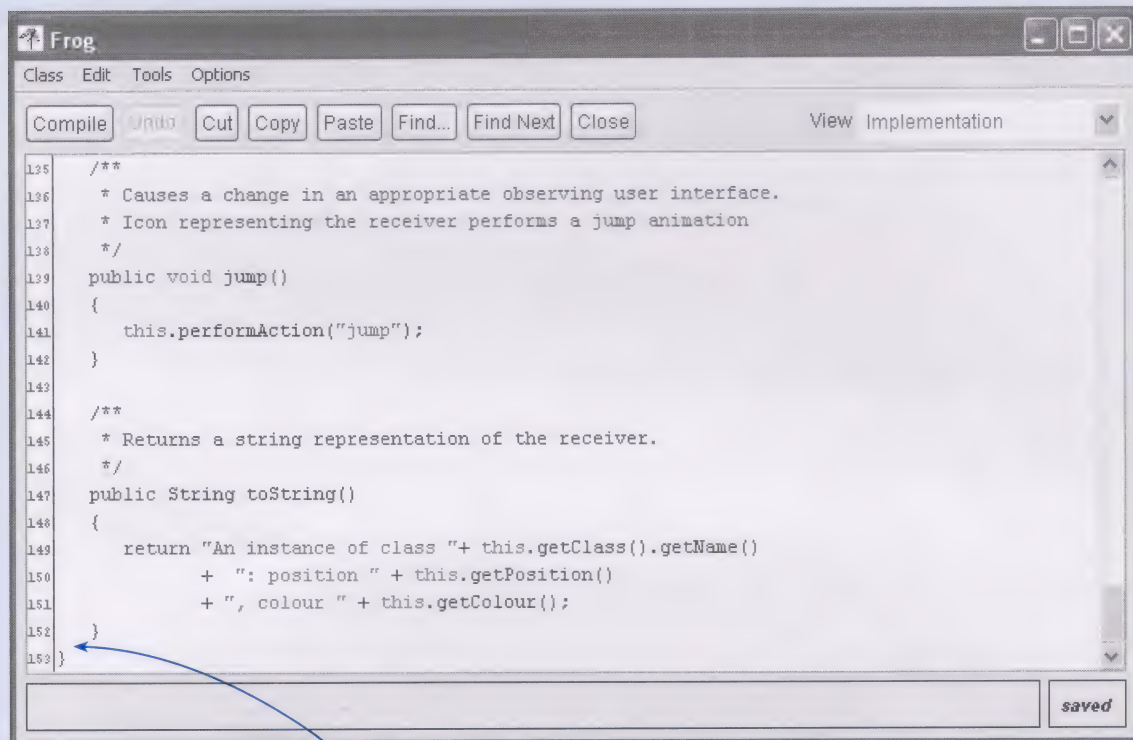 Frog
Class Edit Tools Options
Compile Undo Cut Copy Paste Find... Find Next Close View Implementation
135 /**
136 * Causes a change in an appropriate observing user interface.
137 * Icon representing the receiver performs a jump animation
138 */
139 public void jump()
140 {
141 this.performAction("jump");
142 }
143
144 /**
145 * Returns a string representation of the receiver.
146 */
147 public String toString()
148 {
149 return "An instance of class "+ this.getClass().getName()
150 + ": position " + this.getPosition()
151 + ", colour " + this.getColour();
152 }
153 }
saved